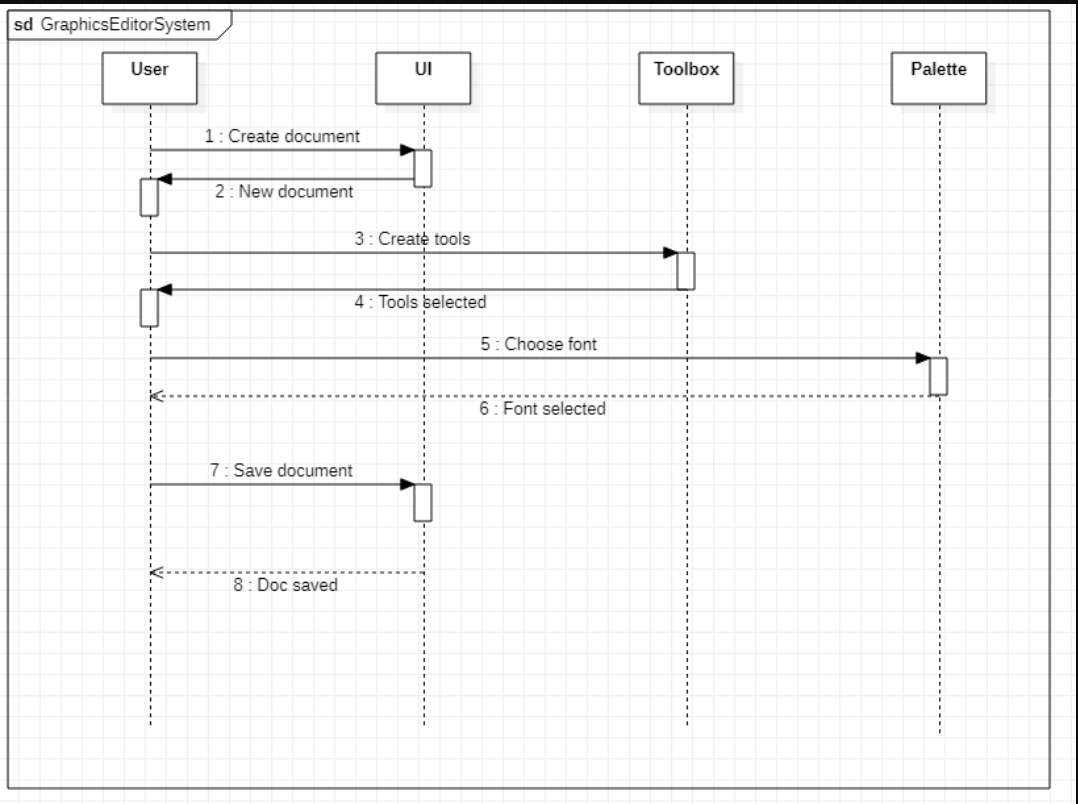 sd GraphicsEditorSystem
User
UI
Toolbox
Palette
1 : Create document
2 : New document
3 : Create tools
4 : Tools selected
5 : Choose font
6 : Font selected
7 : Save document
8 : Doc saved